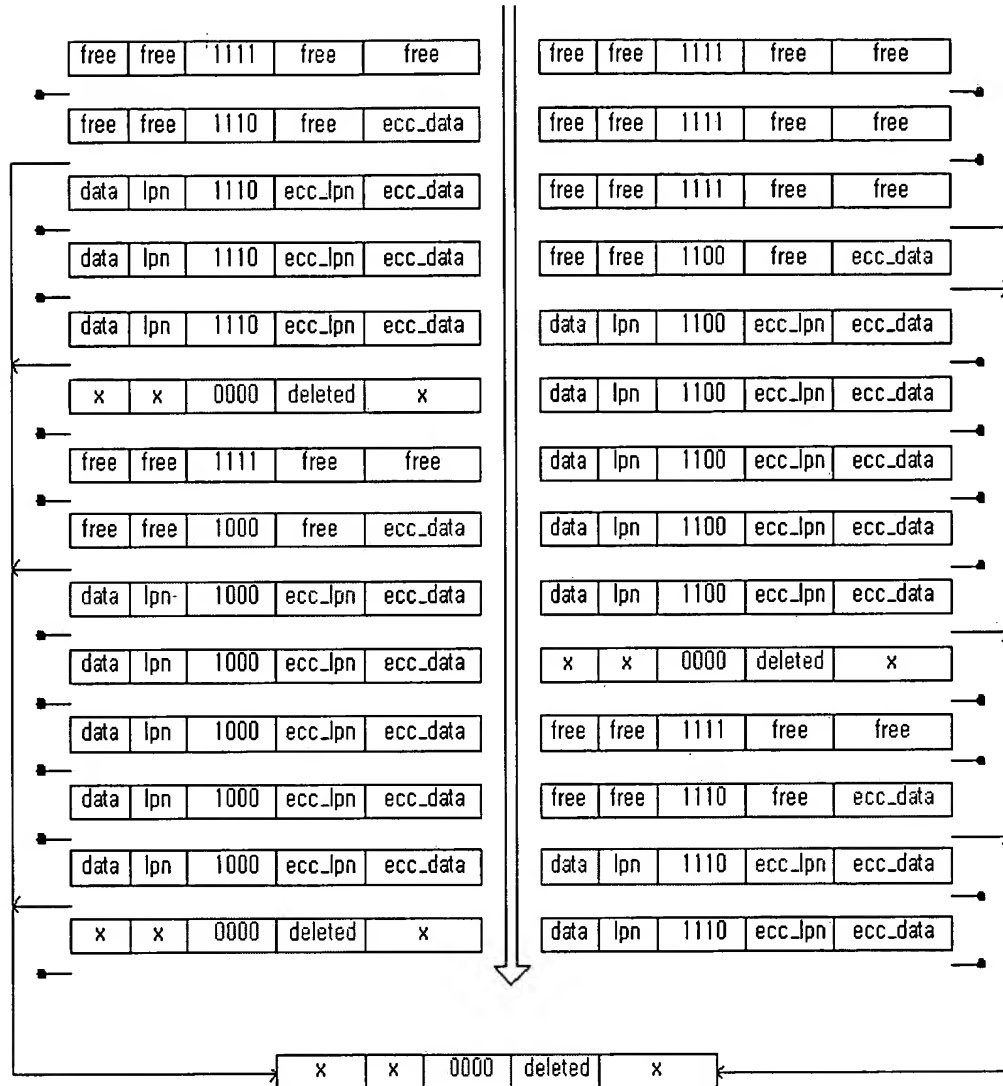 free free 1111 free free
free free 1110 free ecc_data
data lpn 1110 ecc_lpn ecc_data
data lpn 1110 ecc_lpn ecc_data
data lpn 1110 ecc_lpn ecc_data
x x 0000 deleted x
free free 1111 free free
free free 1000 free ecc_data
data lpn 1000 ecc_lpn ecc_data
data lpn 1000 ecc_lpn ecc_data
data lpn 1000 ecc_lpn ecc_data
data lpn 1000 ecc_lpn ecc_data
data lpn 1000 ecc_lpn ecc_data
x x 0000 deleted x
free free 1111 free free
free free 1111 free free
free free 1111 free free
free free 1100 free ecc_data
data lpn 1100 ecc_lpn ecc_data
data lpn 1100 ecc_lpn ecc_data
data lpn 1100 ecc_lpn ecc_data
data lpn 1100 ecc_lpn ecc_data
data lpn 1100 ecc_lpn ecc_data
x x 0000 deleted x
free free 1111 free free
free free 1110 free ecc_data
data lpn 1110 ecc_lpn ecc_data
data lpn 1110 ecc_lpn ecc_data
x x 0000 deleted x